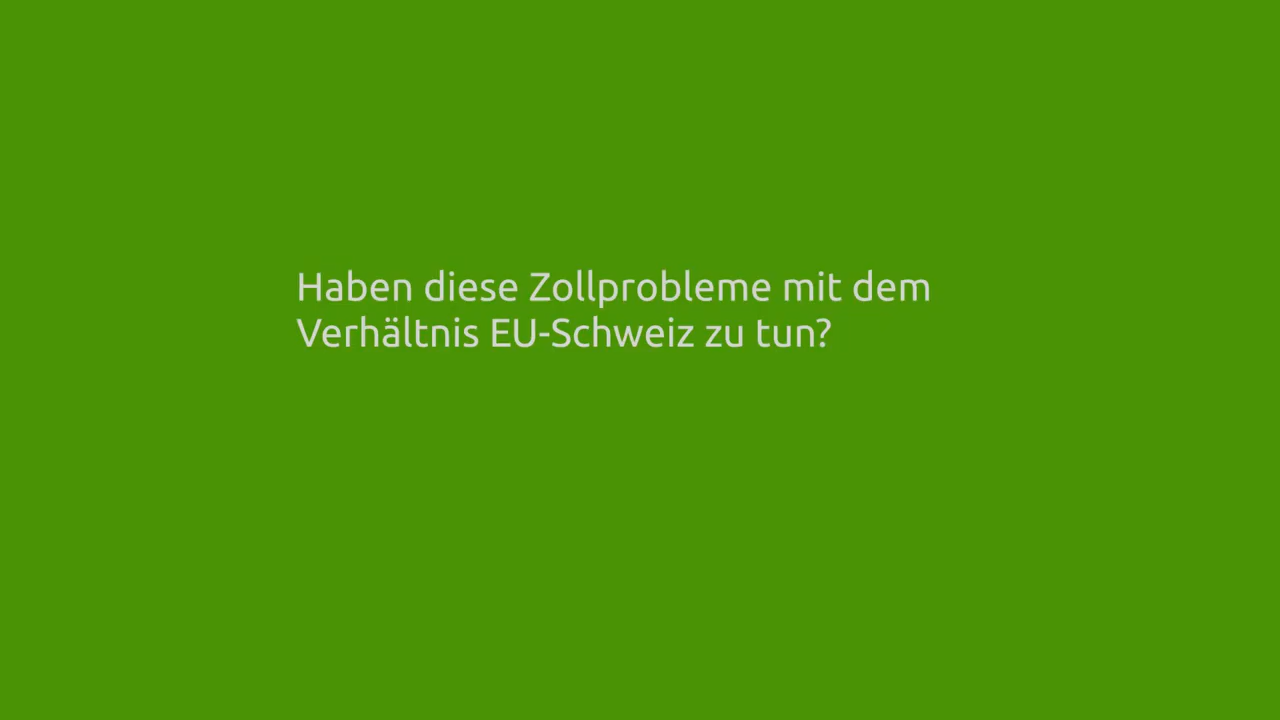 Haben diese Zollprobleme mit dem
Verhältnis EU-Schweiz zu tun?